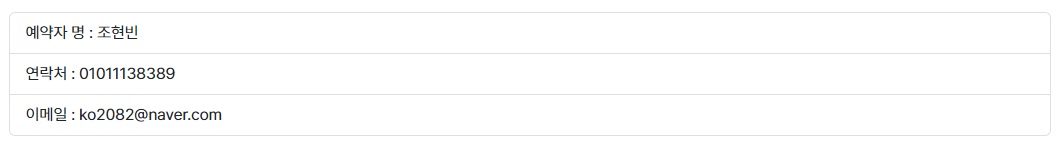 예약자 명 : 조현빈
연락처 : 01011138389
이메일 : ko2082@naver.com